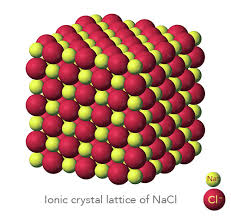 Na⁺
Ionic crystal lattice of NaCl
Cl⁻